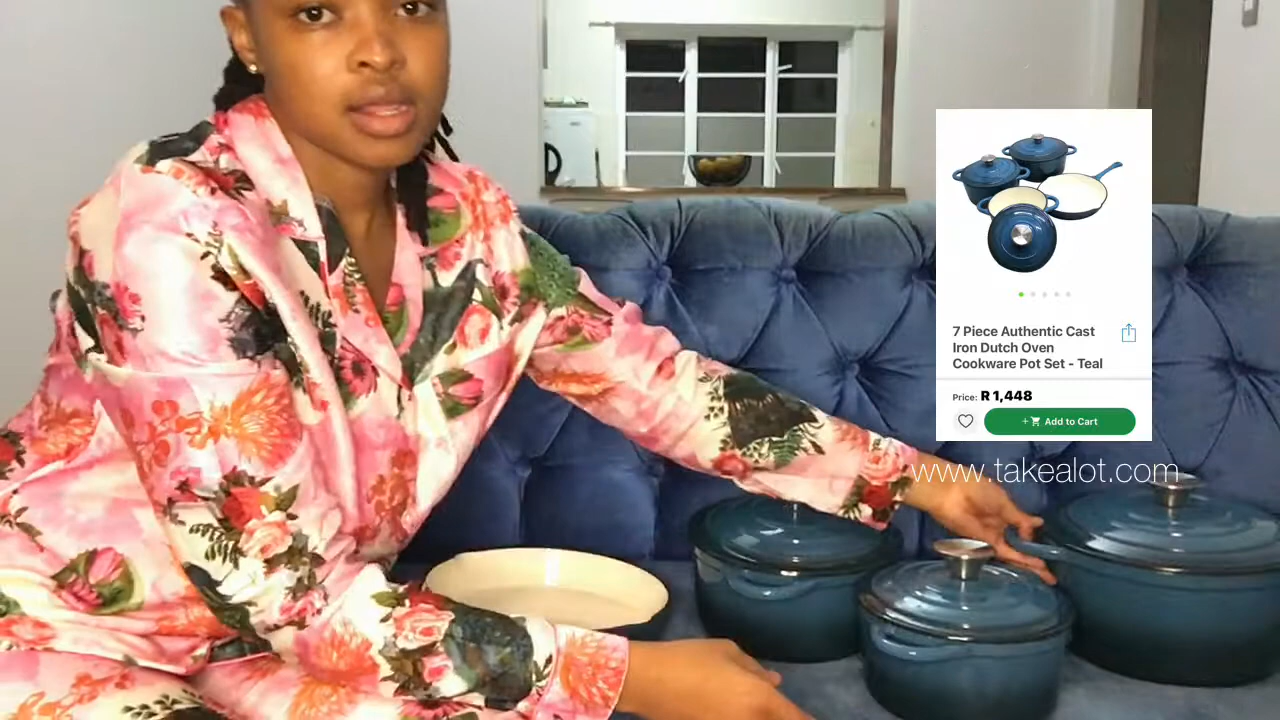 7 Piece Authentic Cast
Iron Dutch Oven
Cookware Pot Set - Teal
Price: R 1,448
+ Add to Cart
www.takealot.com